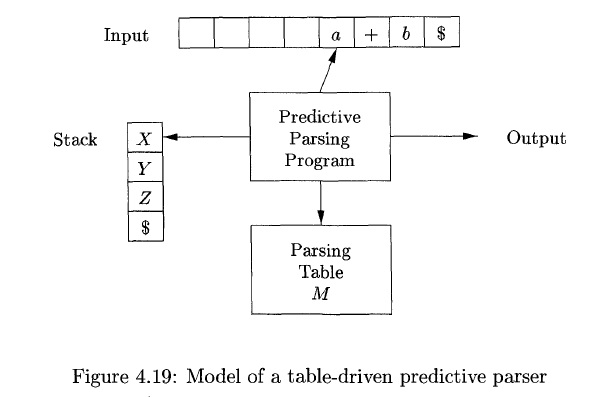 Input
a + b $
Predictive
Parsing
Program
Stack
X
Y
Z
$
Output
Parsing
Table
M
Figure 4.19: Model of a table-driven predictive parser